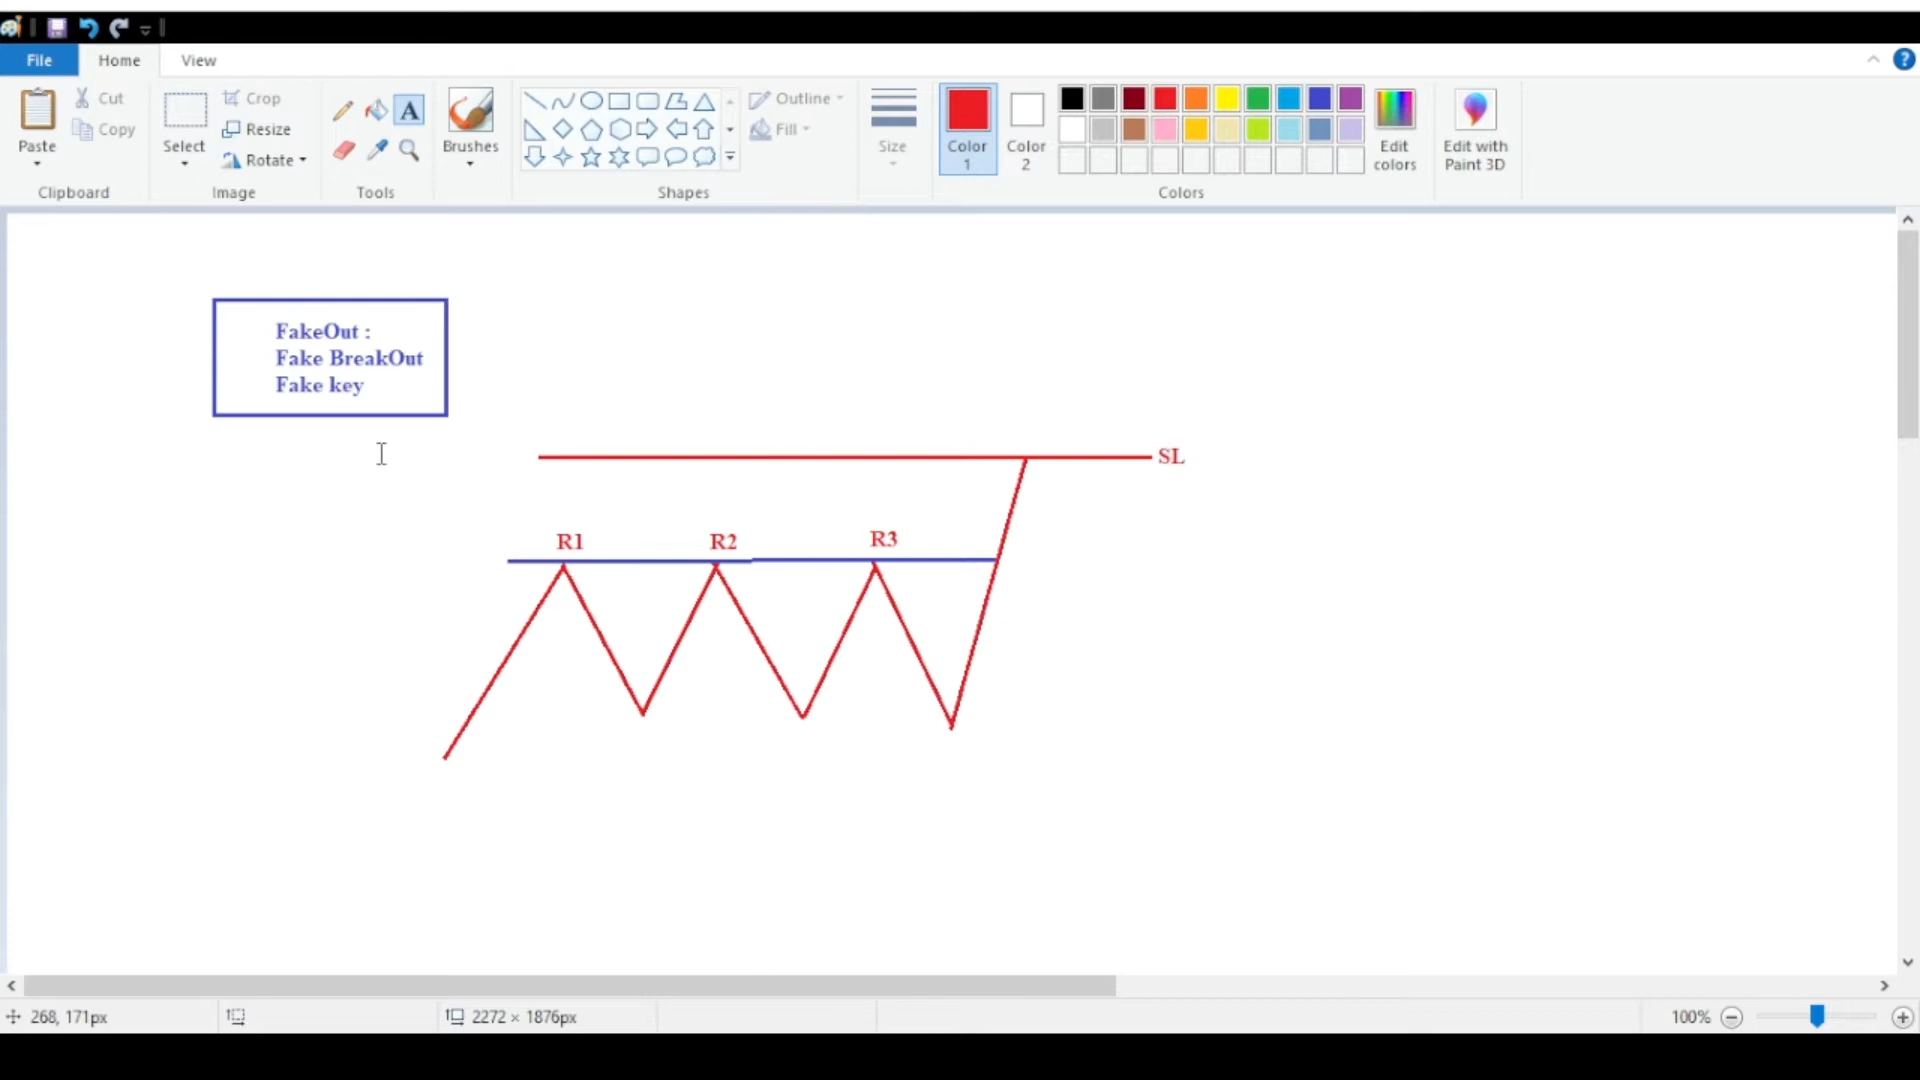 File
Home
View
Paste
Cut
Copy
Clipboard
Select
Crop
Resize
Rotate
Image
A
Tools
Brushes
Shapes
Outline
Fill
Size
Color
1
Color
2
Colors
Edit
colors
Edit with
Paint 3D
?
FakeOut :
Fake BreakOut
Fake key
SL
R1
R2
R3
268, 171px
2272 × 1876px
100%